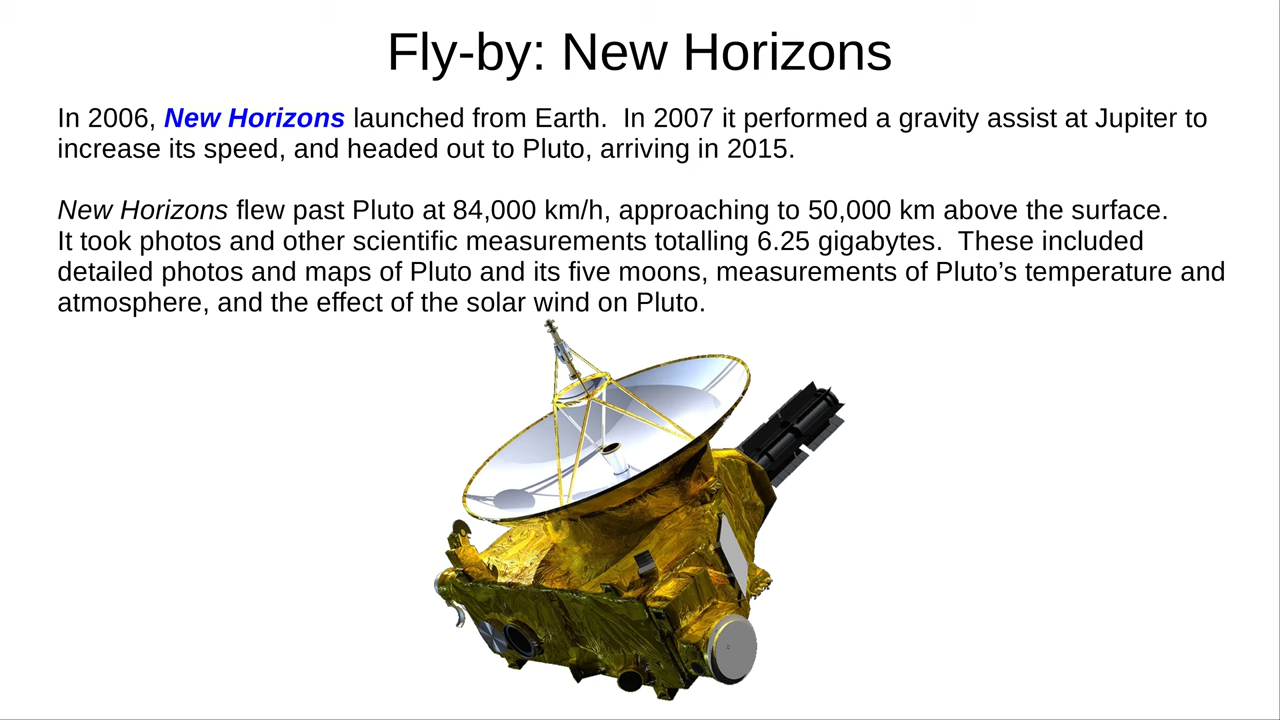 Fly-by: New Horizons
In 2006, New Horizons launched from Earth.  In 2007 it performed a gravity assist at Jupiter to
increase its speed, and headed out to Pluto, arriving in 2015.
New Horizons flew past Pluto at 84,000 km/h, approaching to 50,000 km above the surface.
It took photos and other scientific measurements totalling 6.25 gigabytes.  These included
detailed photos and maps of Pluto and its five moons, measurements of Pluto’s temperature and
atmosphere, and the effect of the solar wind on Pluto.